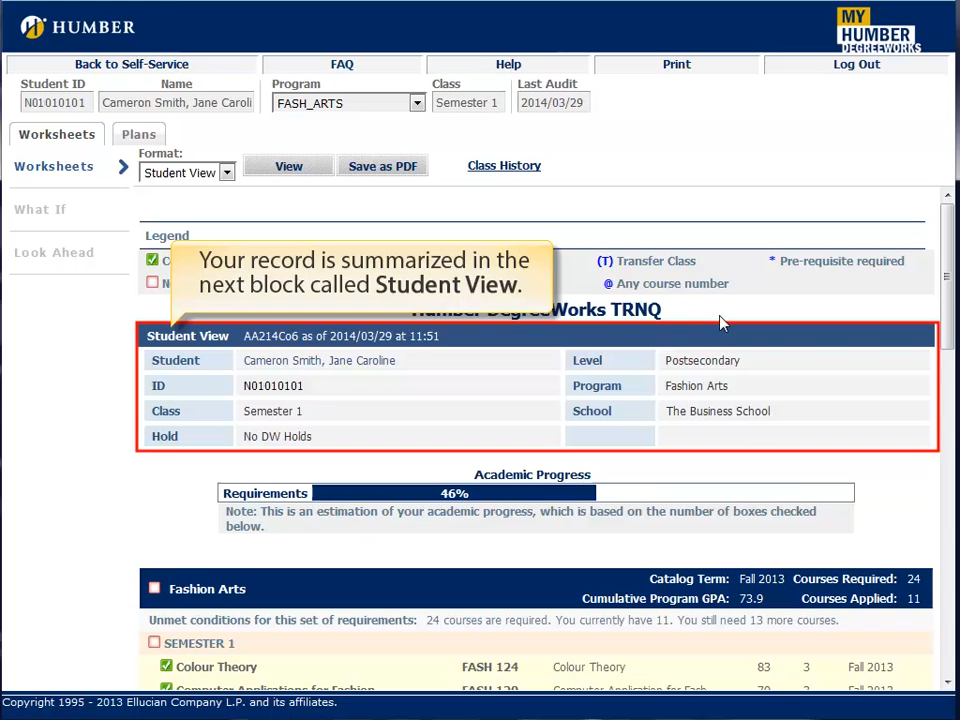 HUMBER
MY
HUMBER
DEGREEWORKS
Back to Self-Service FAQ Help Print Log Out
Student ID Name Program Class Last Audit
N01010101 Cameron Smith, Jane Caroli FASH_ARTS Semester 1 2014/03/29
Worksheets Plans
Worksheets
What If
Look Ahead
Format:
Student View View Save as PDF Class History
Legend
(T) Transfer Class * Pre-requisite required
@ Any course number
Your record is summarized in the
next block called Student View.
DegreeWorks TRNQ
Student View AA214Co6 as of 2014/03/29 at 11:51
Student Cameron Smith, Jane Caroline Level Postsecondary
ID N01010101 Program Fashion Arts
Class Semester 1 School The Business School
Hold No DW Holds
Academic Progress
Requirements 46%
Note: This is an estimation of your academic progress, which is based on the number of boxes checked
below.
Fashion Arts Catalog Term: Fall 2013 Courses Required: 24
Cumulative Program GPA: 73.9 Courses Applied: 11
Unmet conditions for this set of requirements: 24 courses are required. You currently have 11. You still need 13 more courses.
SEMESTER 1
Colour Theory FASH 124 Colour Theory 83 3 Fall 2013
Computer Applications for Fashion
Copyright 1995 - 2013 Ellucian Company L.P. and its affiliates.